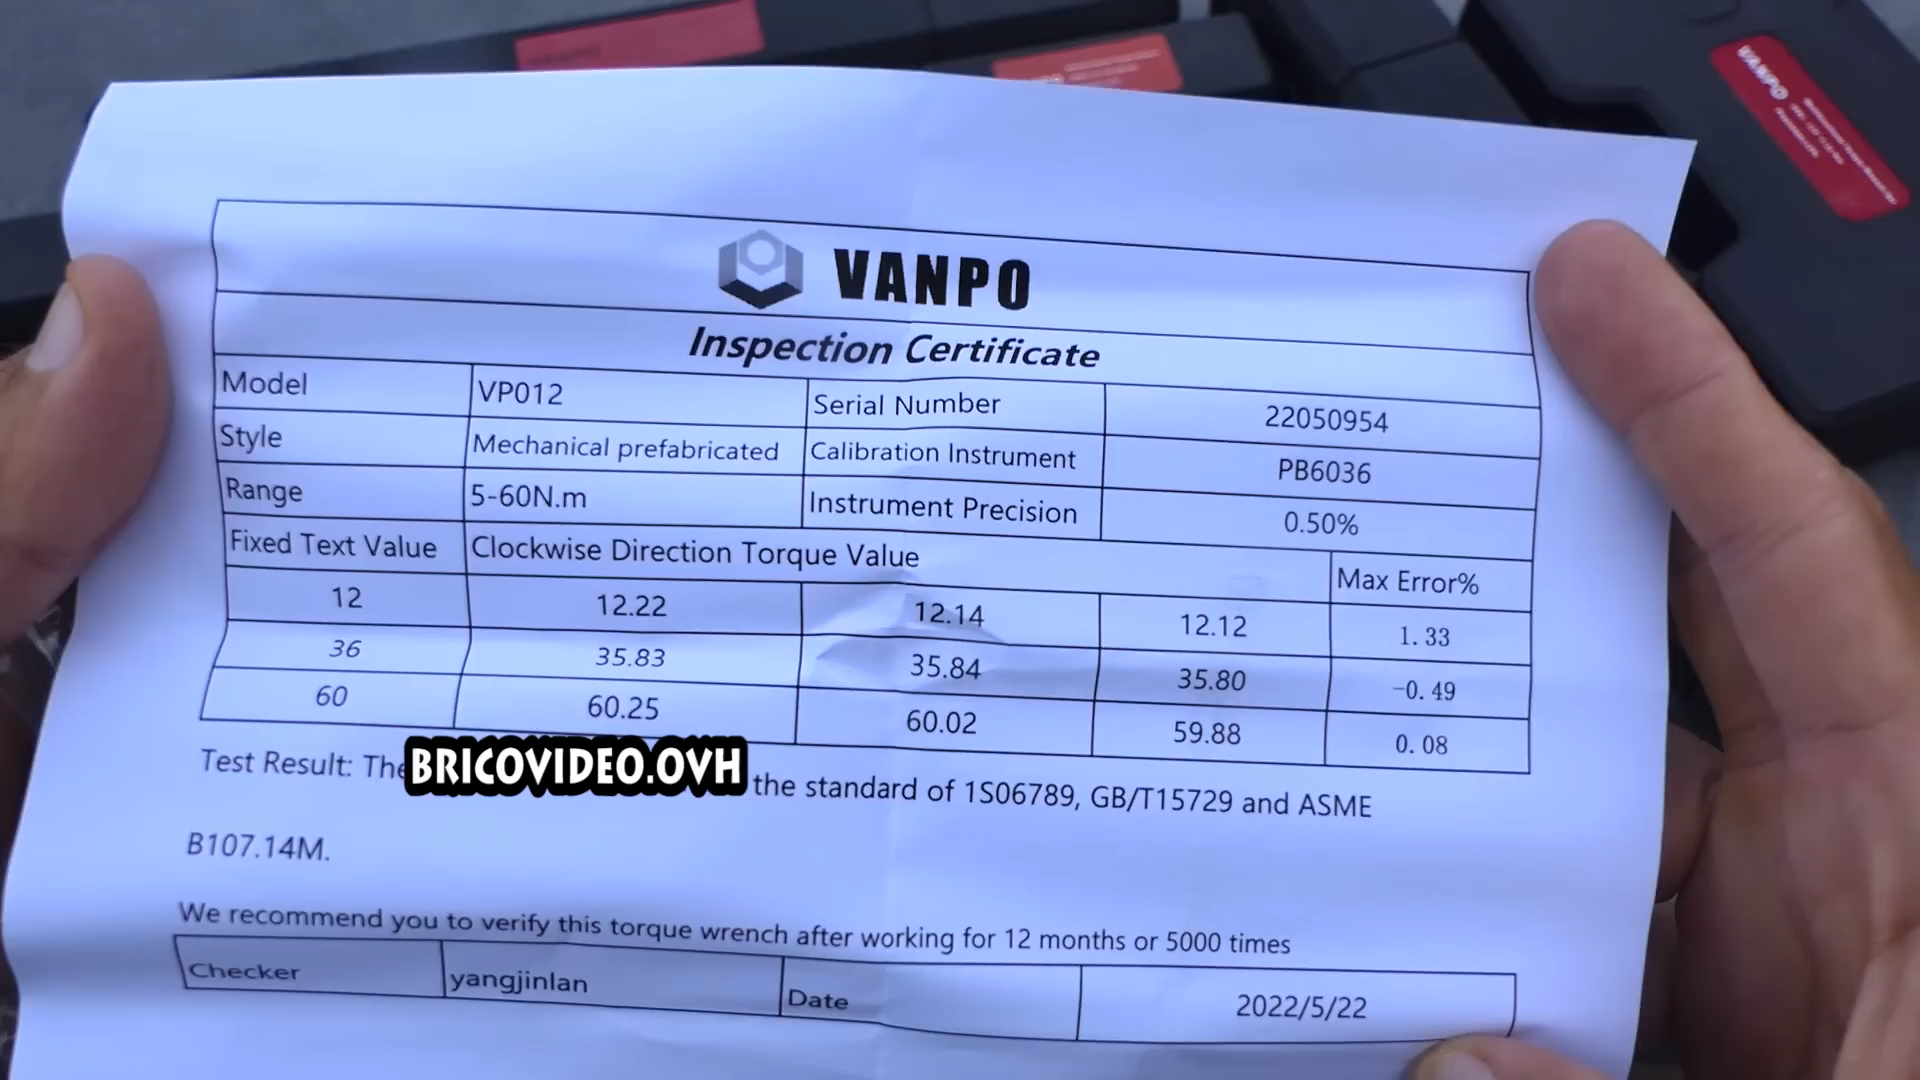 VANPO
VANPO
Inspection Certificate
Model VP012 Serial Number 22050954
Style Mechanical prefabricated Calibration Instrument PB6036
Range 5-60N.m Instrument Precision 0.50%
Fixed Text Value Clockwise Direction Torque Value Max Error%
12 12.22 12.14 12.12 1.33
36 35.83 35.84 35.80 -0.49
60 60.25 60.02 59.88 0.08
Test Result: The the standard of 1S06789, GB/T15729 and ASME
BRICOVIDEO.OVH
B107.14M.
We recommend you to verify this torque wrench after working for 12 months or 5000 times
Checker yangjinlan Date 2022/5/22